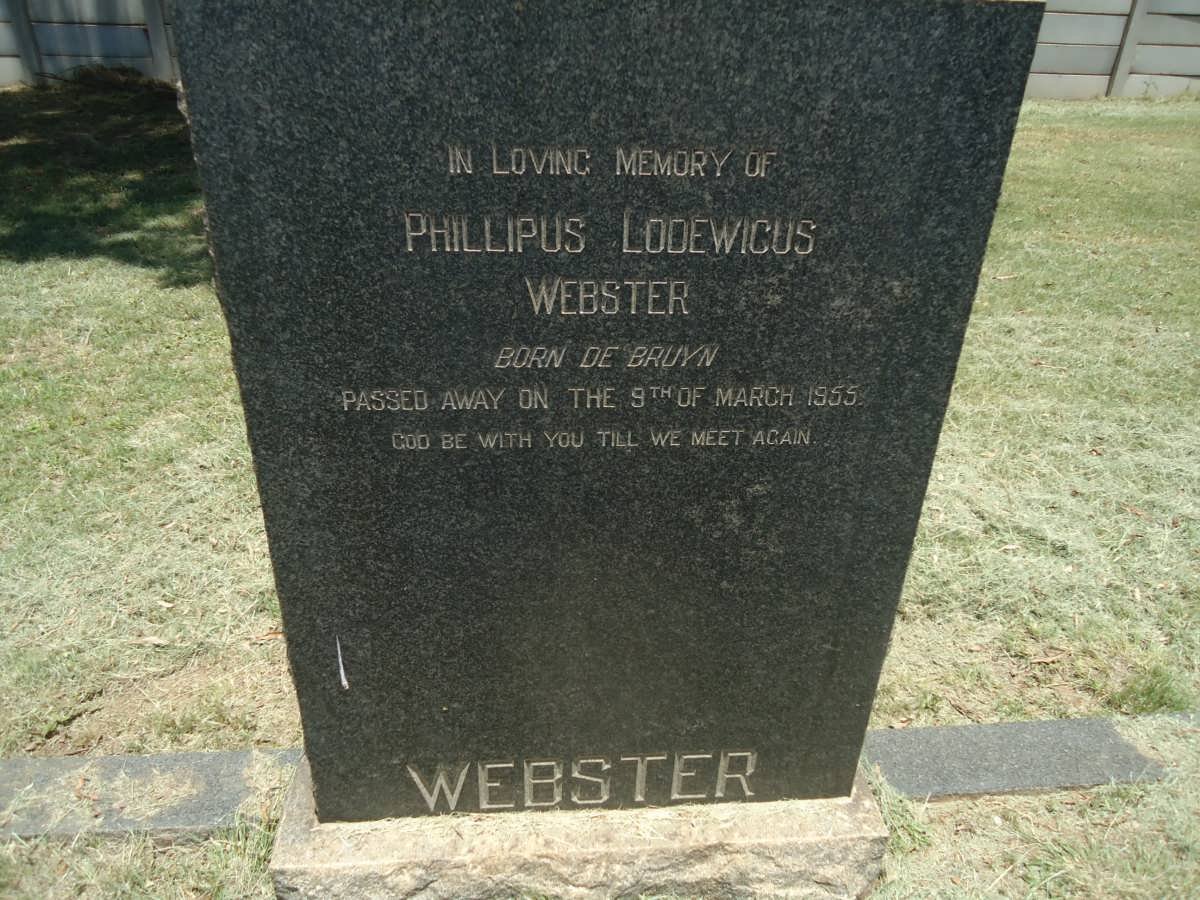 IN LOVING MEMORY OF
PHILLIPUS LODEWICUS
WEBSTER
BORN DE BRUYN
PASSED AWAY ON THE 9TH OF MARCH 1955.
GOD BE WITH YOU TILL WE MEET AGAIN.
WEBSTER